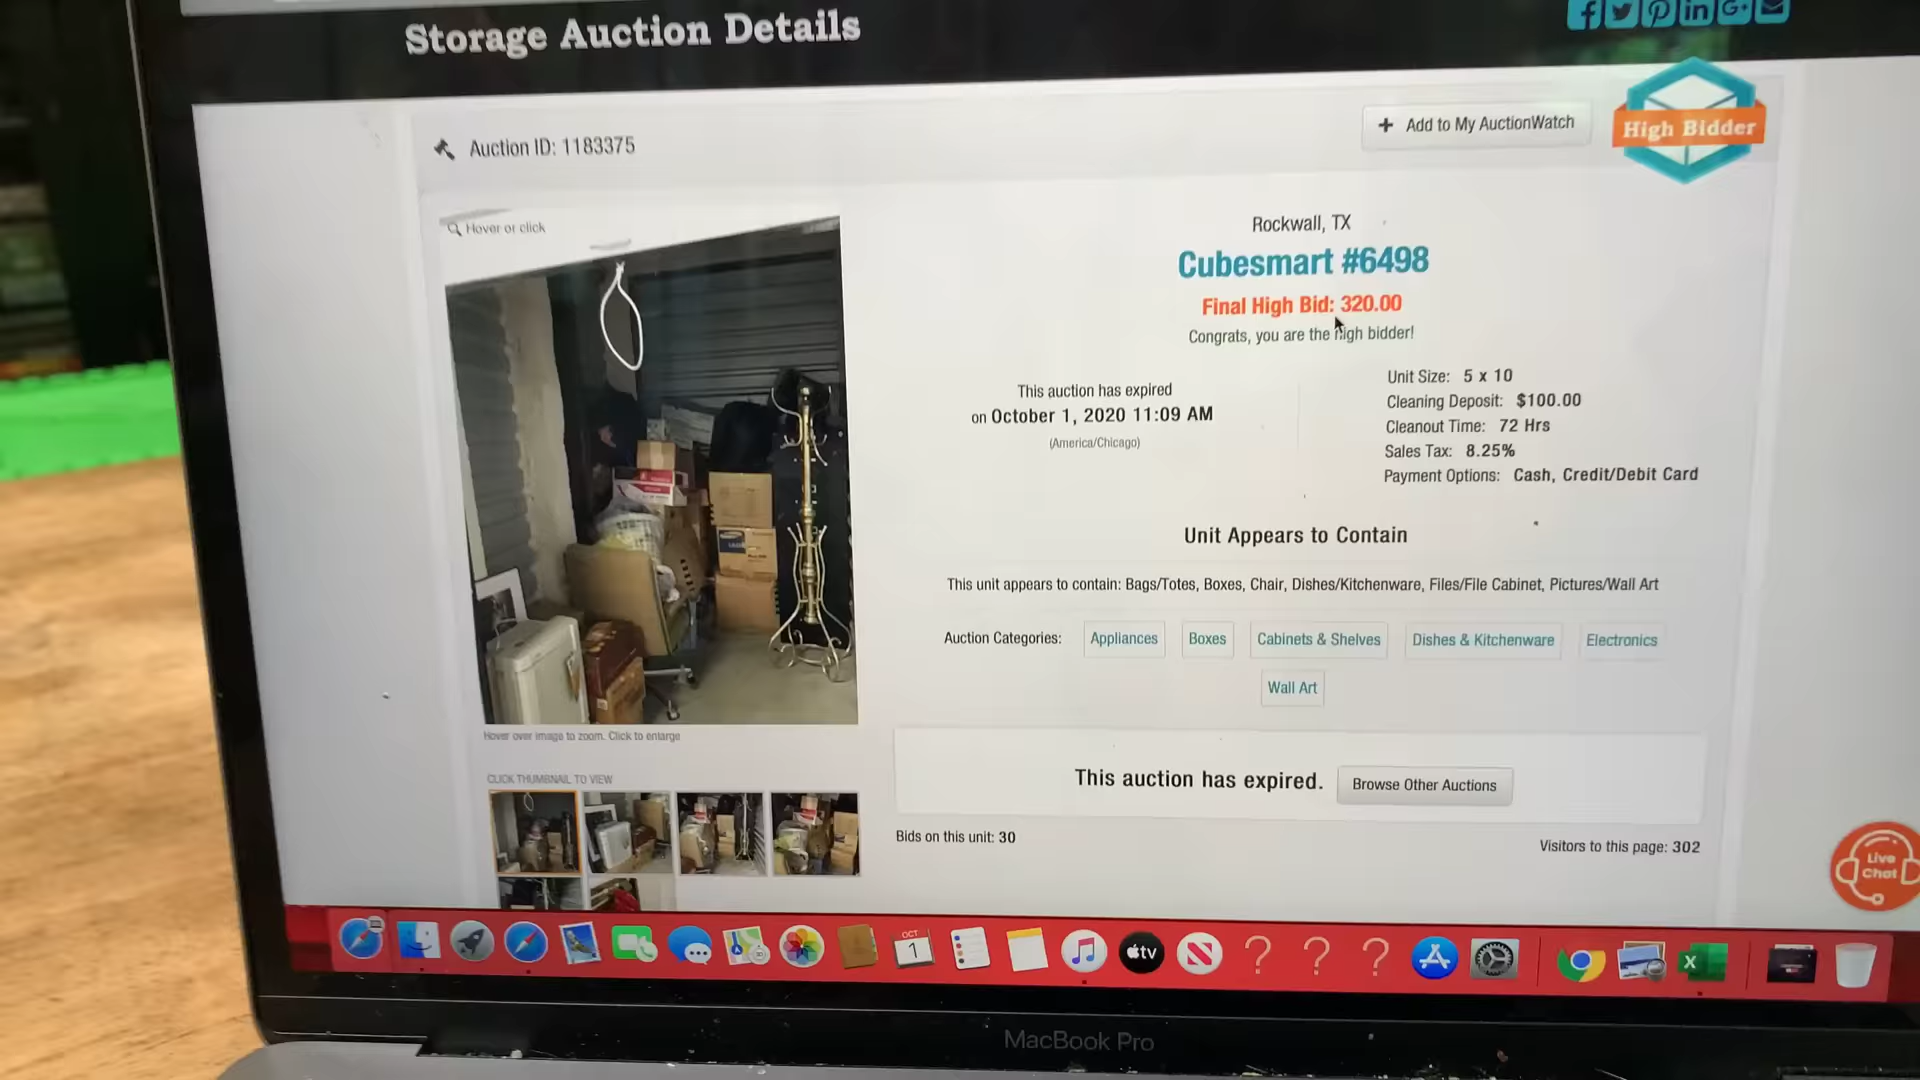 Storage Auction Details
Auction ID: 1183375
+ Add to My AuctionWatch
High Bidder
Hover or click
Rockwall, TX
Cubesmart #6498
Final High Bid: 320.00
Congrats, you are the high bidder!
This auction has expired
on October 1, 2020 11:09 AM
(America/Chicago)
Unit Size: 5 x 10
Cleaning Deposit: $100.00
Cleanout Time: 72 Hrs
Sales Tax: 8.25%
Payment Options: Cash, Credit/Debit Card
Unit Appears to Contain
This unit appears to contain: Bags/Totes, Boxes, Chair, Dishes/Kitchenware, Files/File Cabinet, Pictures/Wall Art
Auction Categories: Appliances Boxes Cabinets & Shelves Dishes & Kitchenware Electronics
Wall Art
Hover over image to zoom. Click to enlarge
CLICK THUMBNAIL TO VIEW
This auction has expired. Browse Other Auctions
Bids on this unit: 30
Visitors to this page: 302
Live Chat
OCT
1
tv
MacBook Pro